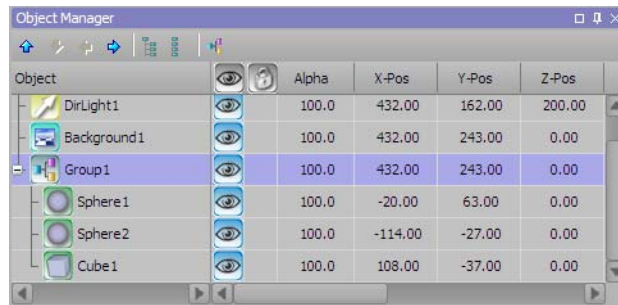 Object Manager
Object Alpha X-Pos Y-Pos Z-Pos
DirLight1 100.0 432.00 162.00 200.00
Background1 100.0 432.00 243.00 0.00
Group1 100.0 432.00 243.00 0.00
Sphere1 100.0 -20.00 63.00 0.00
Sphere2 100.0 -114.00 -27.00 0.00
Cube1 100.0 108.00 -37.00 0.00